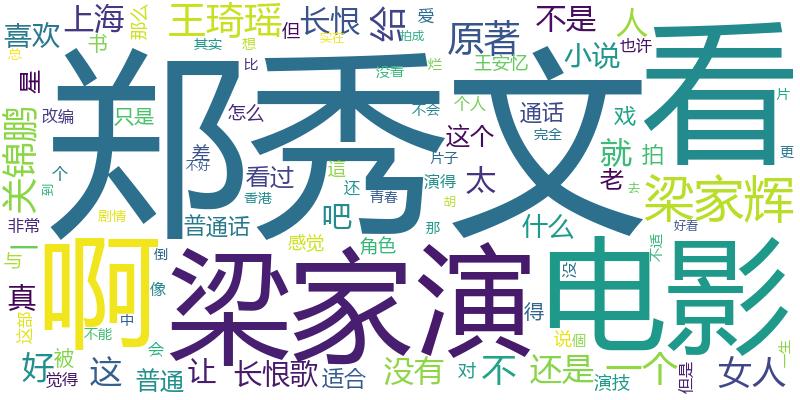 喜欢
上海
书
那么
王琦瑶
其实
但
想
比
长恨
实在
拍成
给
没看
爱
烂
原著
王安忆
不是
小说
人
也许
看
片
星
改编
只是
郑秀文
怎么
不会
个人
通话
完全
戏
关锦鹏
个
差
不好
看过
這
还
香港
青春
片子
演得
这个
太
就
拍
老
更
去
梁家辉
非常
剧情
普通话
吧
那
胡
什么
好看
与
一
啊
倒
感觉
角色
梁家演
没
电影
不适
真
像
这部
不能
中
得
说
個
一生
好
觉得
被
这
普通
会
让
长恨歌
适合
没有
对
不
还是
演技
一个
但是
女人